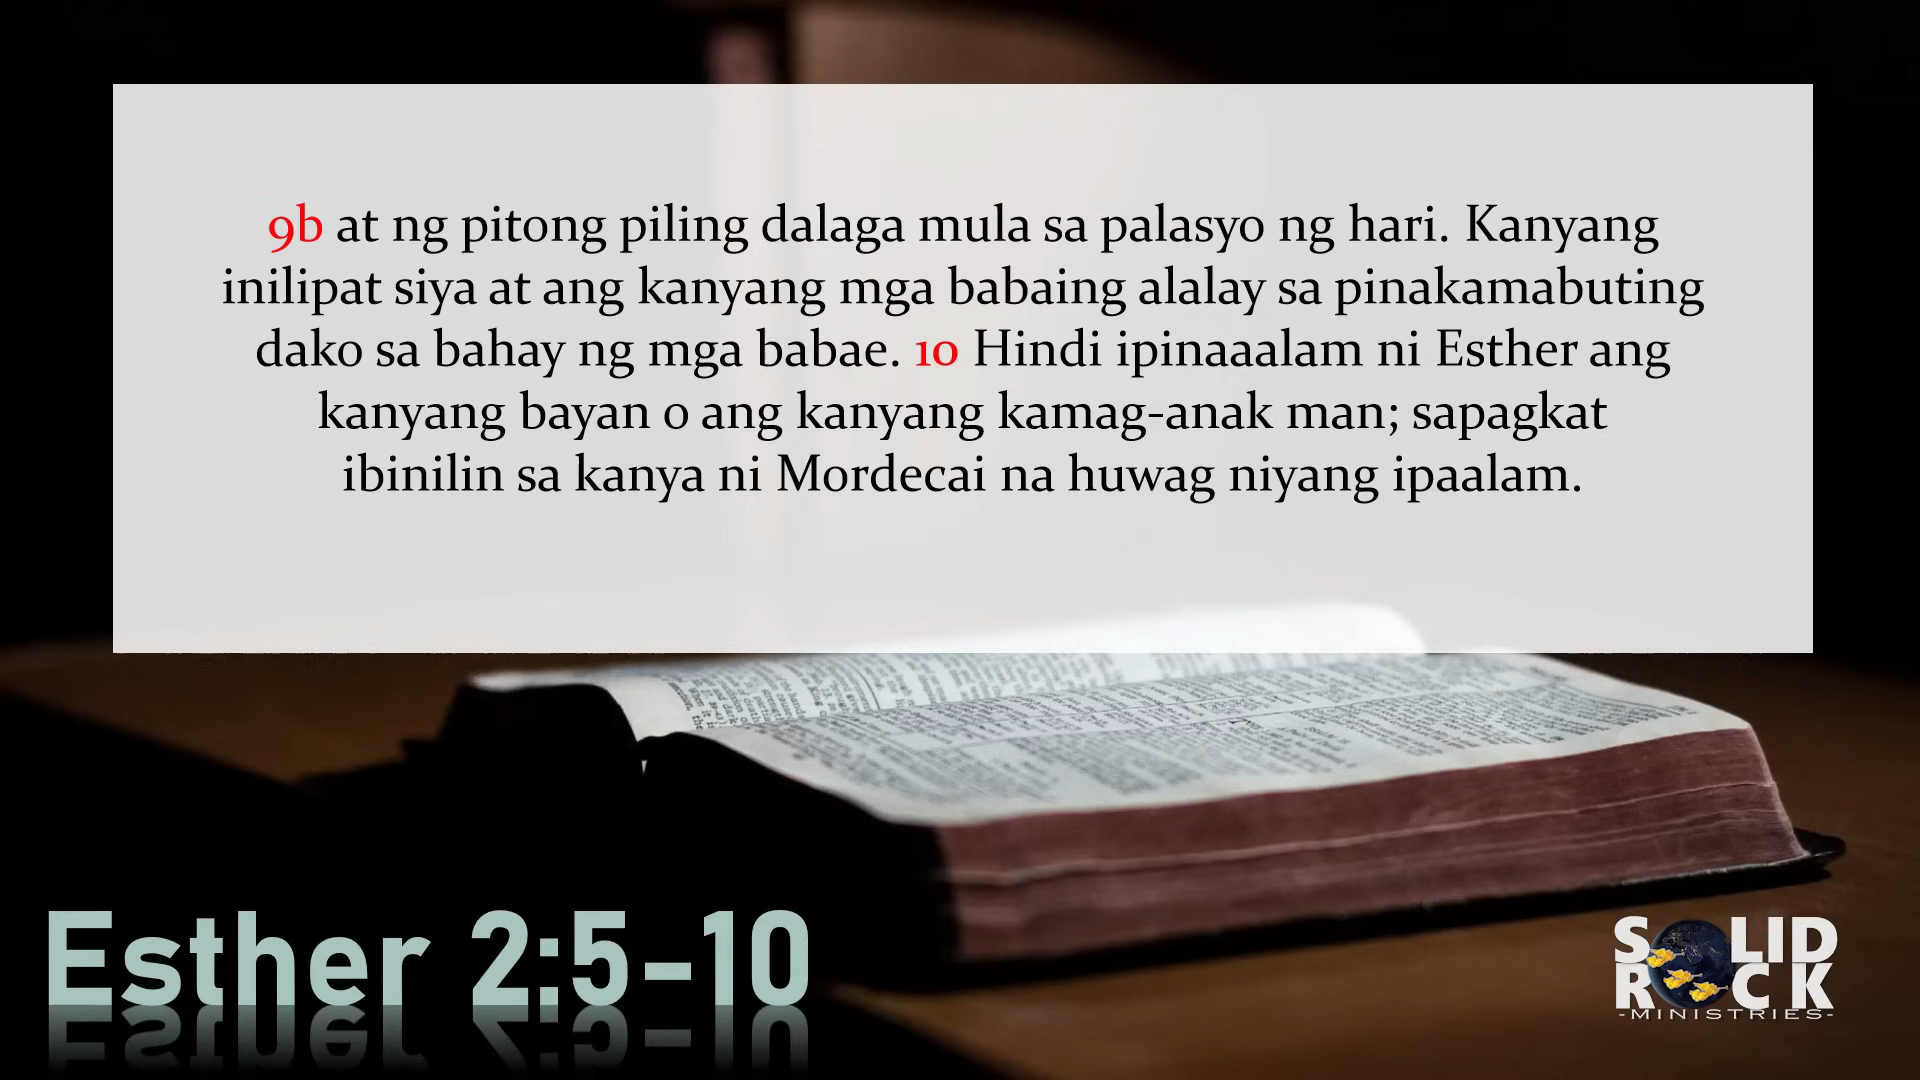 9b at ng pitong piling dalaga mula sa palasyo ng hari. Kanyang
inilipat siya at ang kanyang mga babaing alalay sa pinakamabuting
dako sa bahay ng mga babae. 10 Hindi ipinaaalam ni Esther ang
kanyang bayan o ang kanyang kamag-anak man; sapagkat
ibinilin sa kanya ni Mordecai na huwag niyang ipaalam.
Esther 2:5-10
SOLID
ROCK
-MINISTRIES-